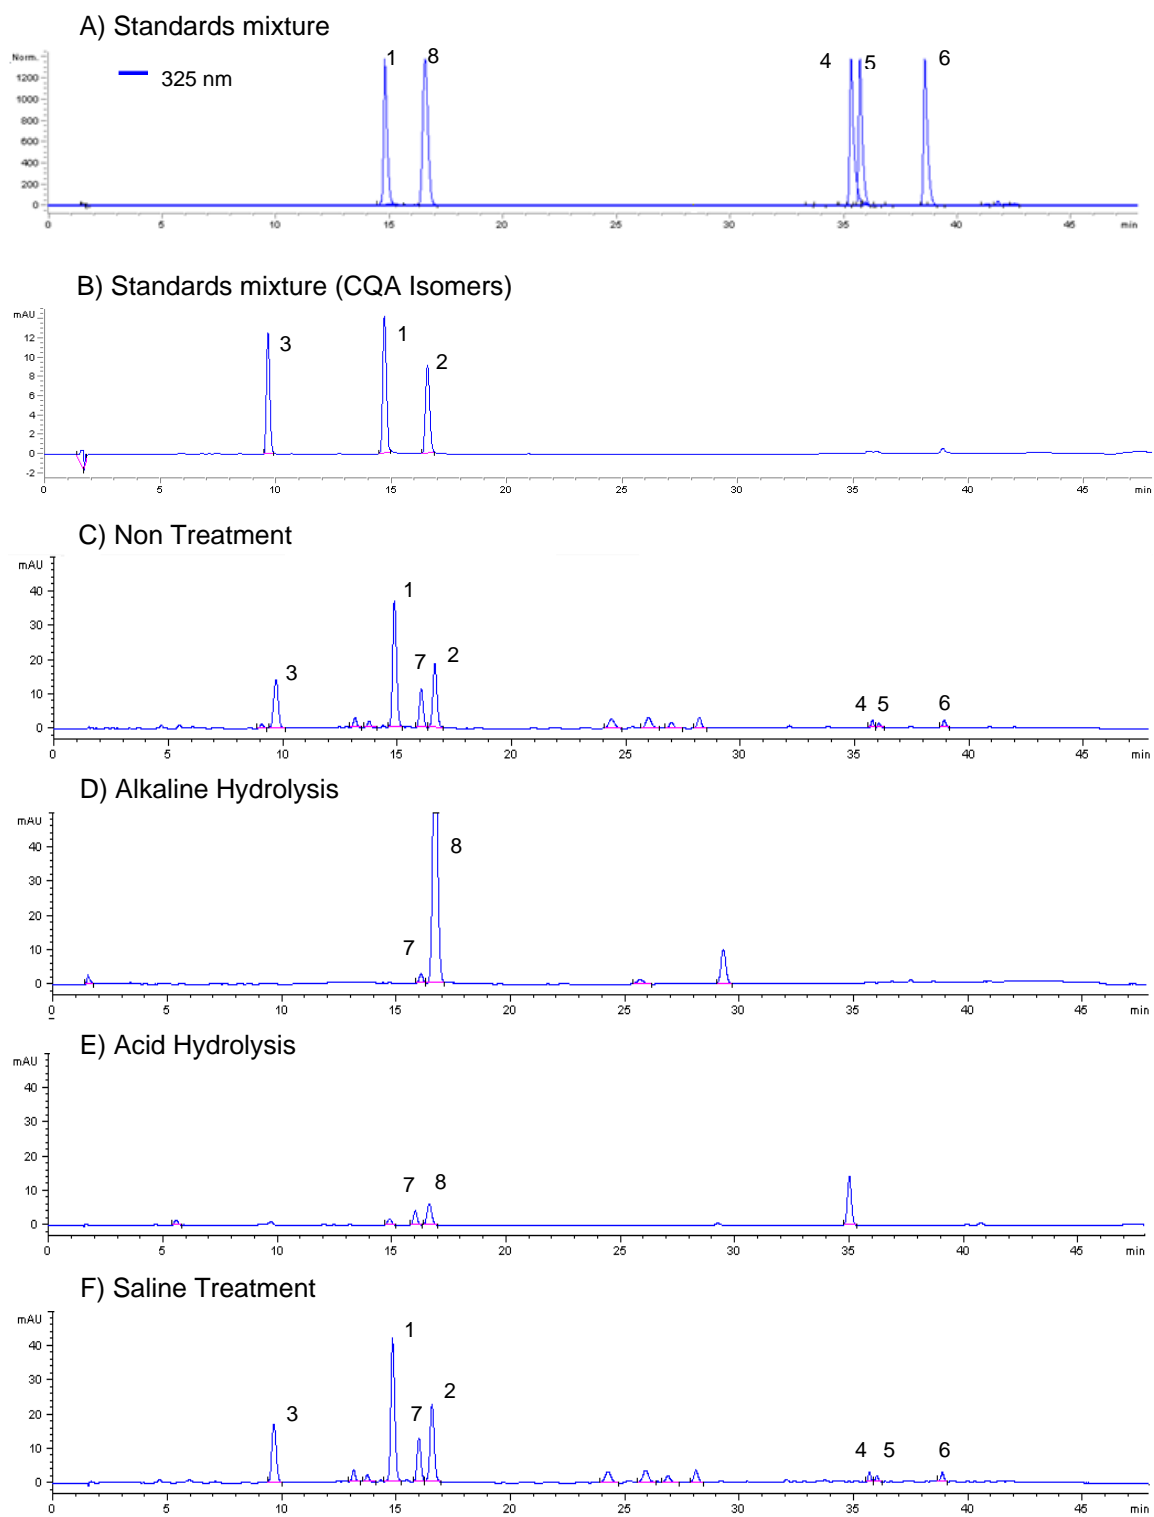 A) Standards mixture
Norm.
1 8 4 5 6
325 nm
1200
1000
800
600
400
200
0
0 5 10 15 20 25 30 35 40 45 min
B) Standards mixture (CQA Isomers)
mAU
3 1 2
12
10
8
6
4
2
0
-2
0 5 10 15 20 25 30 35 40 45 min
C) Non Treatment
mAU
3 1 7 2 4 5 6
40
30
20
10
0
0 5 10 15 20 25 30 35 40 45 min
D) Alkaline Hydrolysis
mAU
7 8
40
30
20
10
0
0 5 10 15 20 25 30 35 40 45 min
E) Acid Hydrolysis
mAU
7 8
40
30
20
10
0
0 5 10 15 20 25 30 35 40 45 min
F) Saline Treatment
mAU
3 1 7 2 4 5 6
40
30
20
10
0
0 5 10 15 20 25 30 35 40 45 min